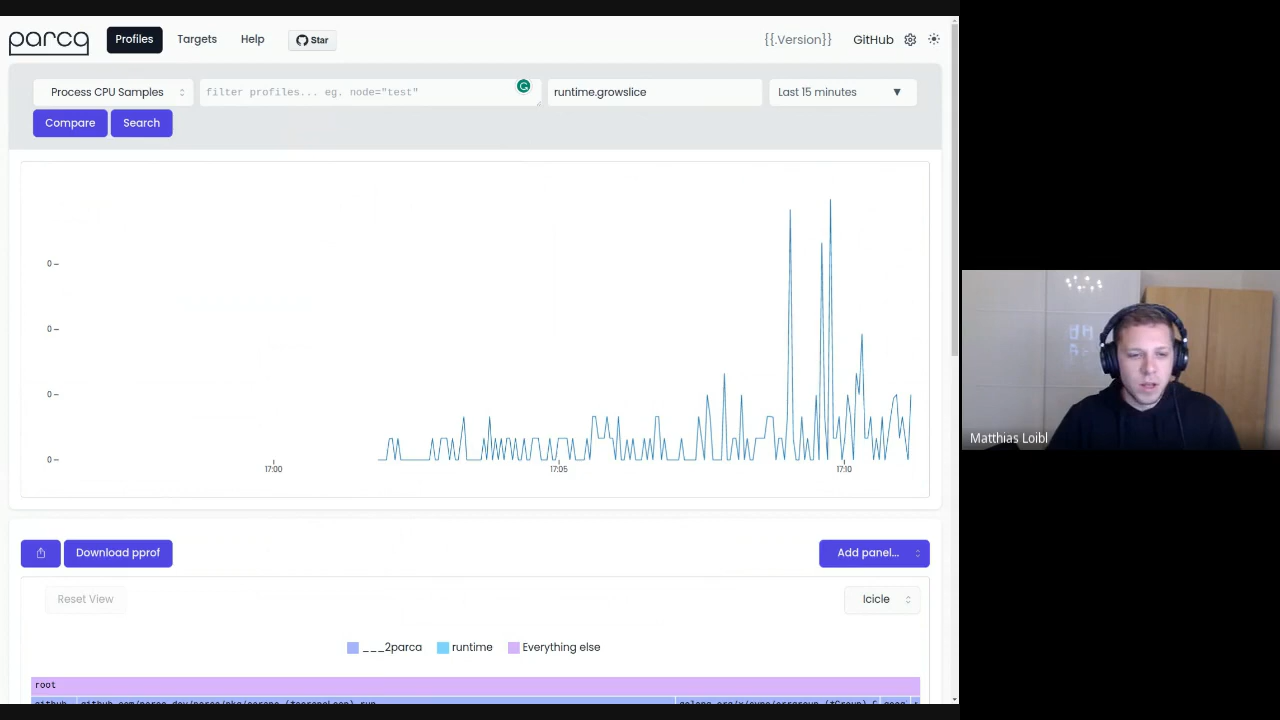 parca
Profiles
Targets
Help
Star
{{.Version}}
GitHub
Process CPU Samples
filter profiles... eg. node="test"
runtime.growslice
Last 15 minutes
Compare
Search
0
0
0
0
17:00
17:05
17:10
Matthias Loibl
Download pprof
Add panel...
Reset View
Icicle
___2parca
runtime
Everything else
root